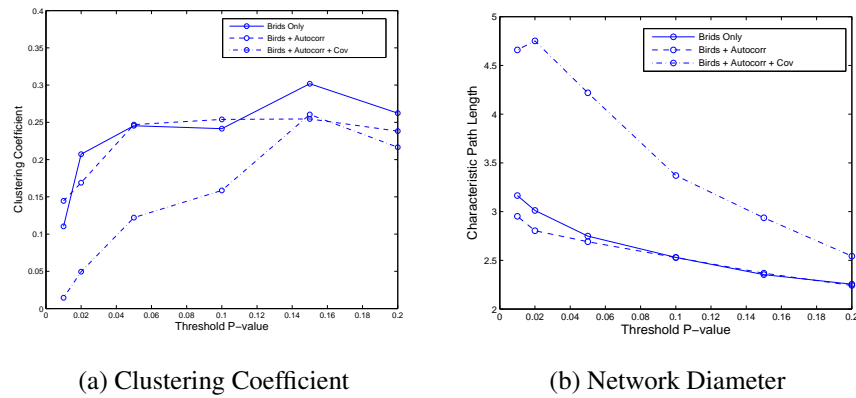 0.4
0.35
0.3
0.25
0.2
0.15
0.1
0.05
0
Clustering Coefficient
Brids Only
Birds + Autocorr
Birds + Autocorr + Cov
0.02 0.04 0.06 0.08 0.1 0.12 0.14 0.16 0.18 0.2
Threshold P−value
(a) Clustering Coefficient
5
4.5
4
3.5
3
2.5
2
Characteristic Path Length
Birds Only
Birds + Autocorr
Birds + Autocorr + Cov
0 0.02 0.04 0.06 0.08 0.1 0.12 0.14 0.16 0.18 0.2
Threshold P−value
(b) Network Diameter